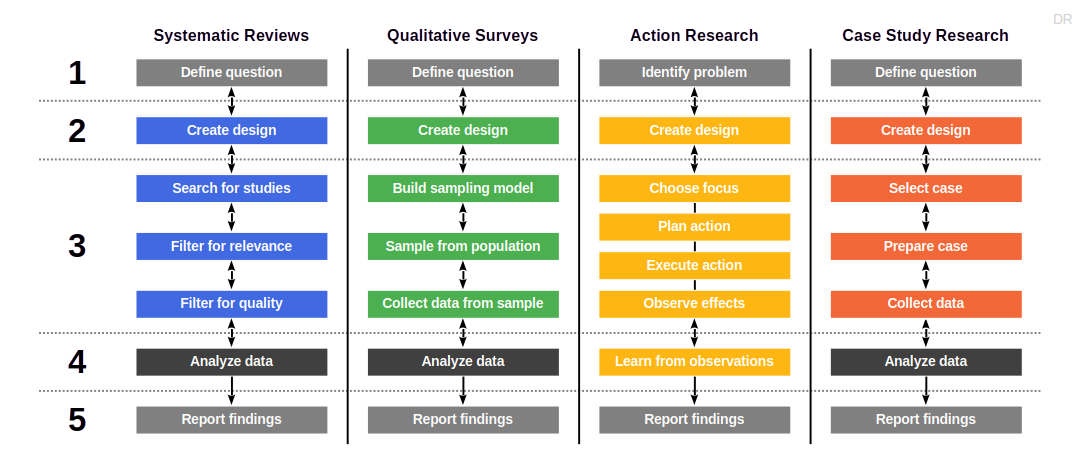 DR
Systematic Reviews Qualitative Surveys Action Research Case Study Research
1 Define question Define question Identify problem Define question
2 Create design Create design Create design Create design
Search for studies Build sampling model Choose focus Select case
Plan action
3 Filter for relevance Sample from population Prepare case
Execute action
Filter for quality Collect data from sample Observe effects Collect data
4 Analyze data Analyze data Learn from observations Analyze data
5 Report findings Report findings Report findings Report findings